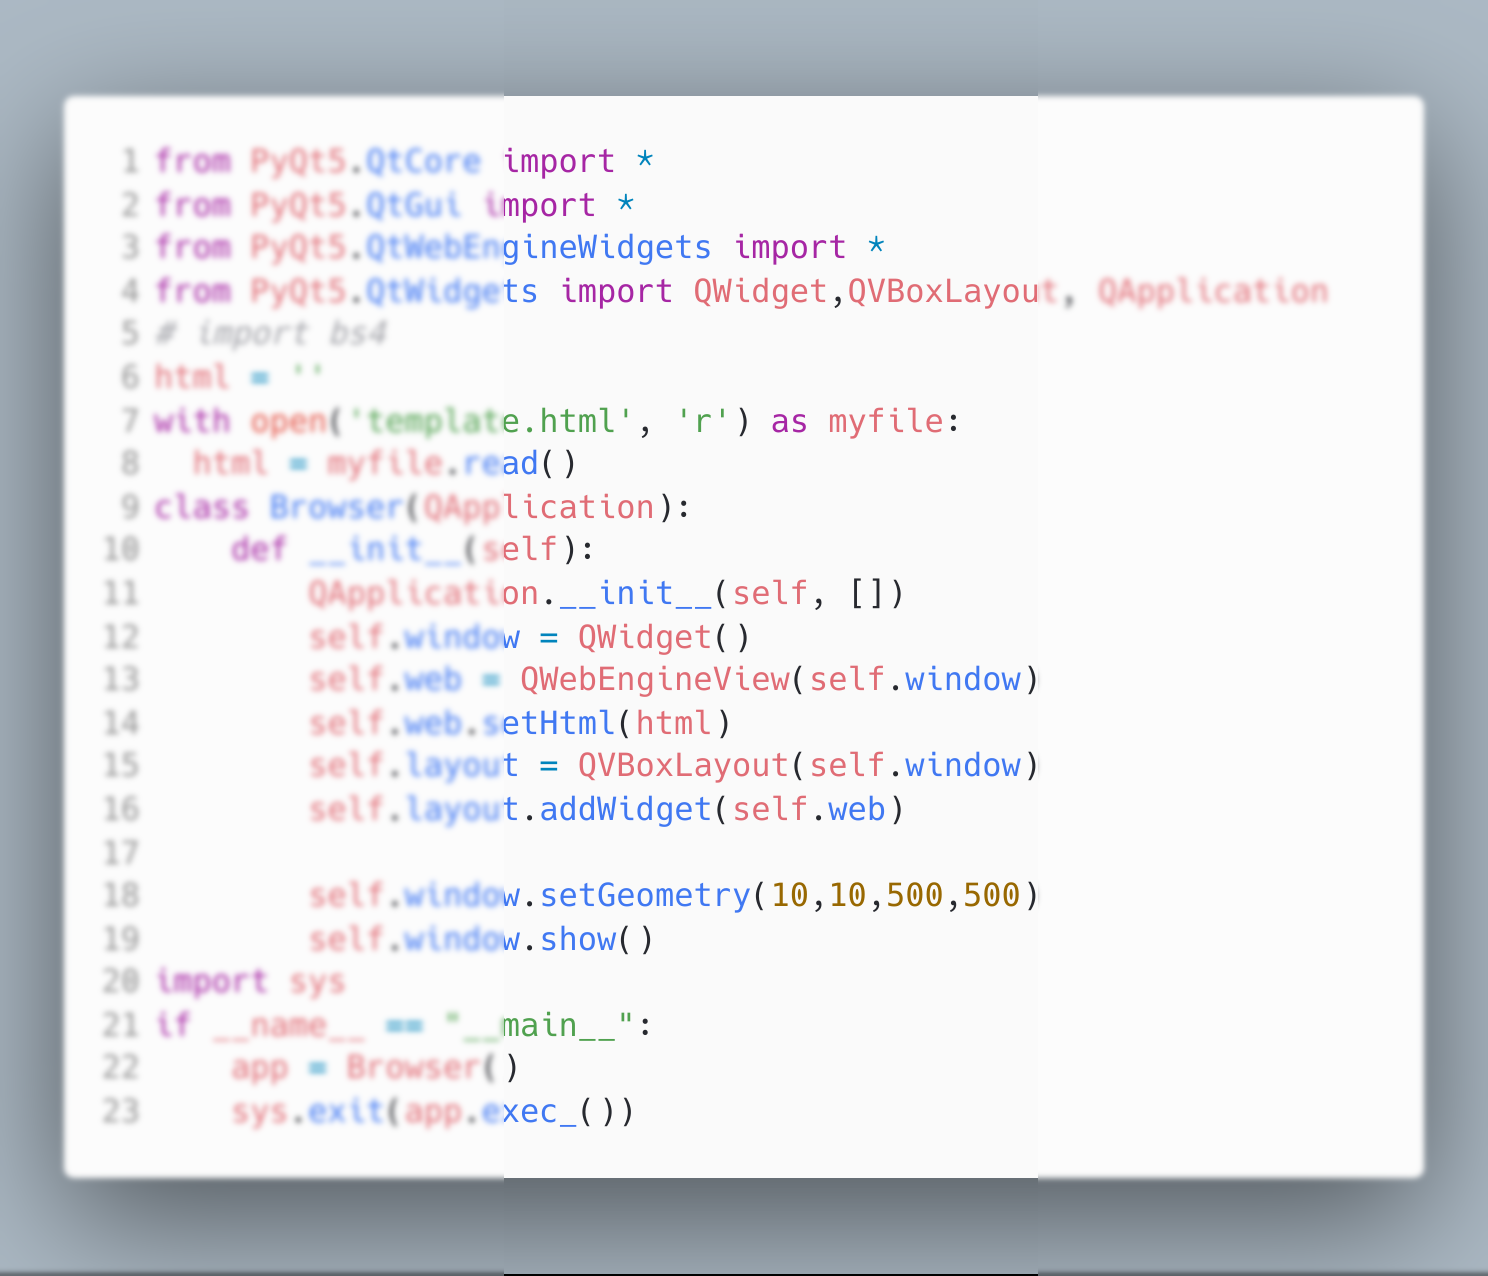 1 from PyQt5.QtCore import *
2 from PyQt5.QtGui import *
3 from PyQt5.QtWebEngineWidgets import *
4 from PyQt5.QtWidgets import QWidget,QVBoxLayout, QApplication
5 # import bs4
6 html = ''
7 with open('template.html', 'r') as myfile:
8   html = myfile.read()
9 class Browser(QApplication):
10     def __init__(self):
11         QApplication.__init__(self, [])
12         self.window = QWidget()
13         self.web = QWebEngineView(self.window)
14         self.web.setHtml(html)
15         self.layout = QVBoxLayout(self.window)
16         self.layout.addWidget(self.web)
17
18         self.window.setGeometry(10,10,500,500)
19         self.window.show()
20 import sys
21 if __name__ == "__main__":
22     app = Browser()
23     sys.exit(app.exec_())